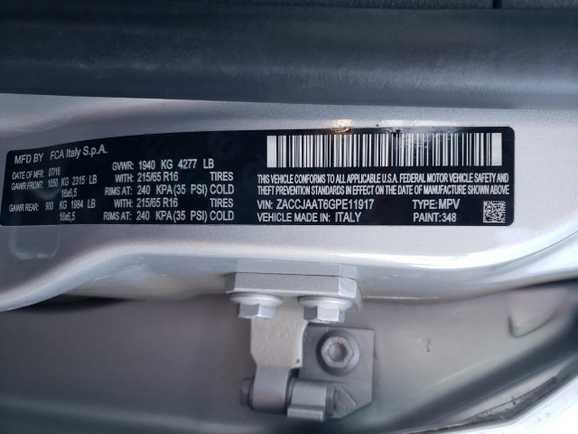 MFD BY FCA Italy S.p.A.
DATE OF MFR 07/16 GVWR: 1940 KG 4277 LB
GAWR FRONT: 1050 KG 2315 LB WITH: 215/65 R16 TIRES
16x6,5 RIMS AT: 240 KPA(35 PSI) COLD
GAWR REAR: 900 KG 1984 LB WITH: 215/65 R16 TIRES
16x6,5 RIMS AT: 240 KPA (35 PSI) COLD
THIS VEHICLE CONFORMS TO ALL APPLICABLE U.S.A. FEDERAL MOTOR VEHICLE SAFETY,
IN EFFECT ON THE DATE OF MANUFACTURE SHOWN ABOVE.
VIN: ZACCJAAT6GPE11917 TYPE: MPV
VEHICLE MADE IN: ITALY PAINT: 348